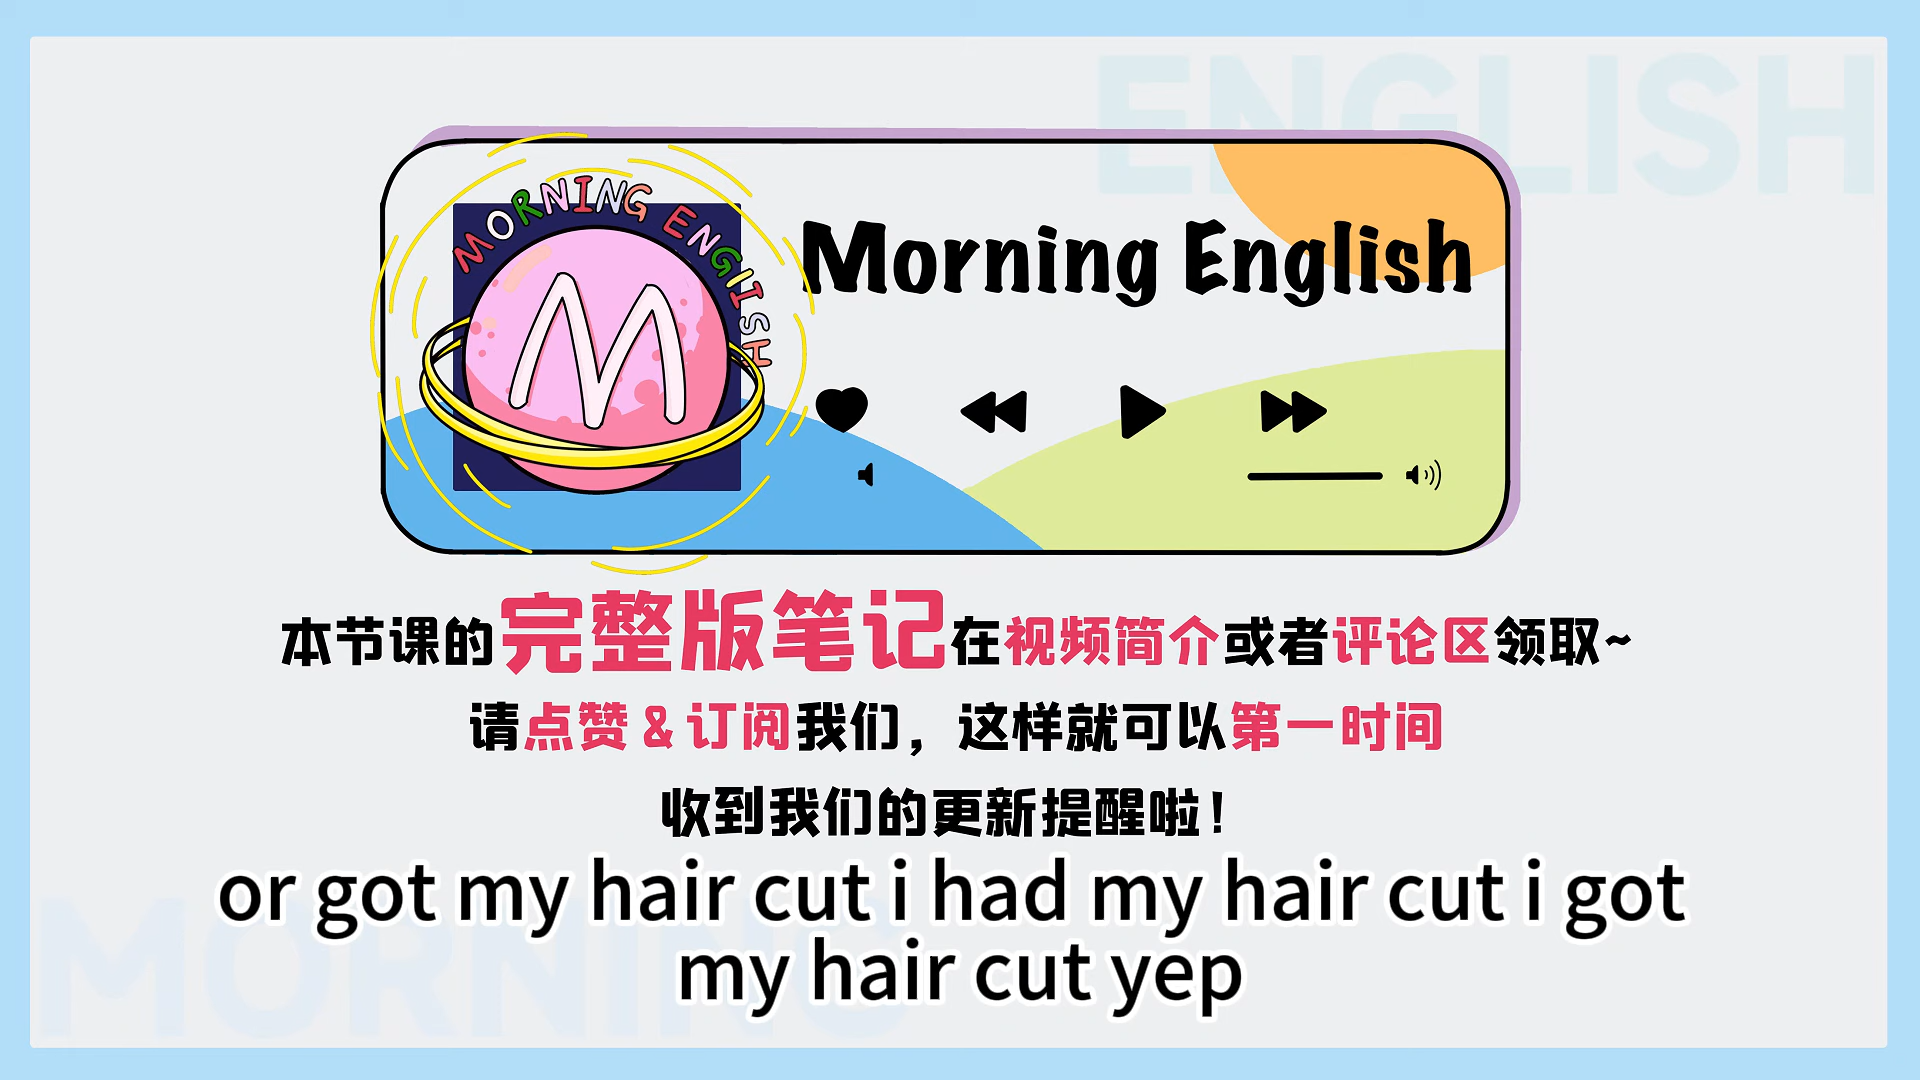 ENGLISH
MORNING ENGLISH
M
Morning English
本节课的完整版笔记在视频简介或者评论区领取~
请点赞&订阅我们，这样就可以第一时间
收到我们的更新提醒啦！
or got my hair cut i had my hair cut i got
my hair cut yep
MORNING